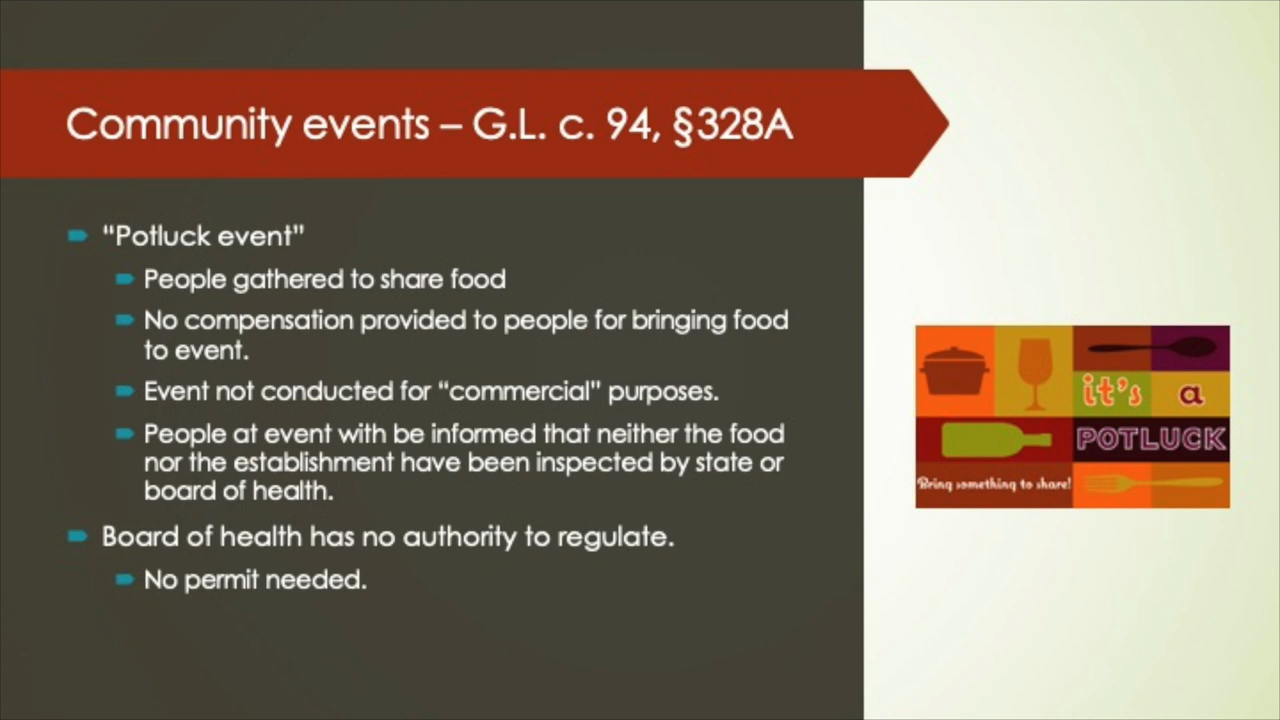 Community events – G.L. c. 94, §328A
“Potluck event”
People gathered to share food
No compensation provided to people for bringing food
to event.
Event not conducted for “commercial” purposes.
People at event with be informed that neither the food
nor the establishment have been inspected by state or
board of health.
Board of health has no authority to regulate.
No permit needed.
it's a
POTLUCK
Bring something to share!